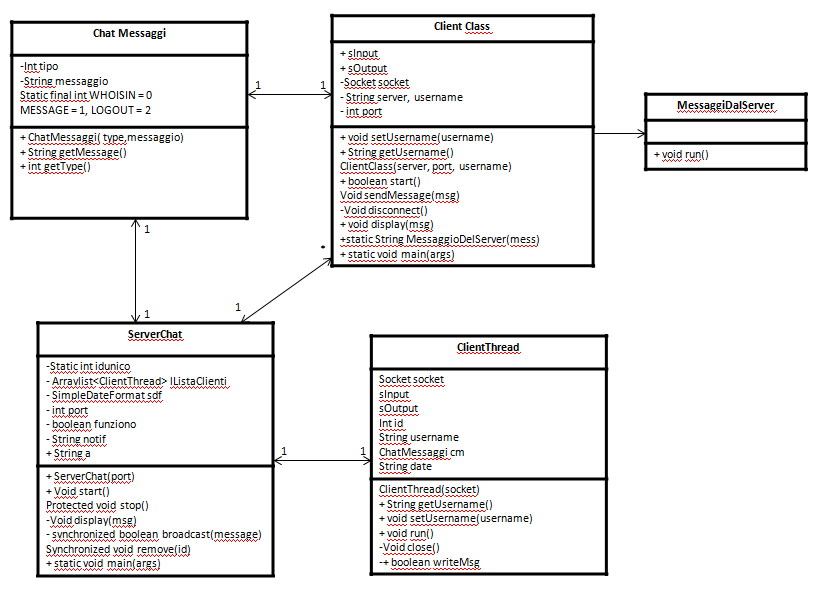 Chat Messaggi
-Int tipo
-String messaggio
Static final int WHOISIN = 0
MESSAGE = 1, LOGOUT = 2
+ ChatMessaggi( type,messaggio)
+ String getMessage()
+ int getType()
1
1
Client Class
+ sInput
+ sOutput
-Socket socket
- String server, username
- int port
+ void setUsername(username)
+ String getUsername()
ClientClass(server, port, username)
+ boolean start()
Void sendMessage(msg)
-Void disconnect()
+ void display(msg)
+static String MessaggioDelServer(mess)
+ static void main(args)
MessaggiDalServer
+ void run()
1
1
1
*
ServerChat
-Static int idunico
- Arraylist<ClientThread> lListaClienti
- SimpleDateFormat sdf
- int port
- boolean funziono
- String notif
+ String a
+ ServerChat(port)
+ Void start()
Protected void stop()
-Void display(msg)
- synchronized boolean broadcast(message)
Synchronized void remove(id)
+ static void main(args)
1
1
ClientThread
Socket socket
sInput
sOutput
Int id
String username
ChatMessaggi cm
String date
ClientThread(socket)
+ String getUsername()
+ void setUsername(username)
+ void run()
-Void close()
-+ boolean writeMsg